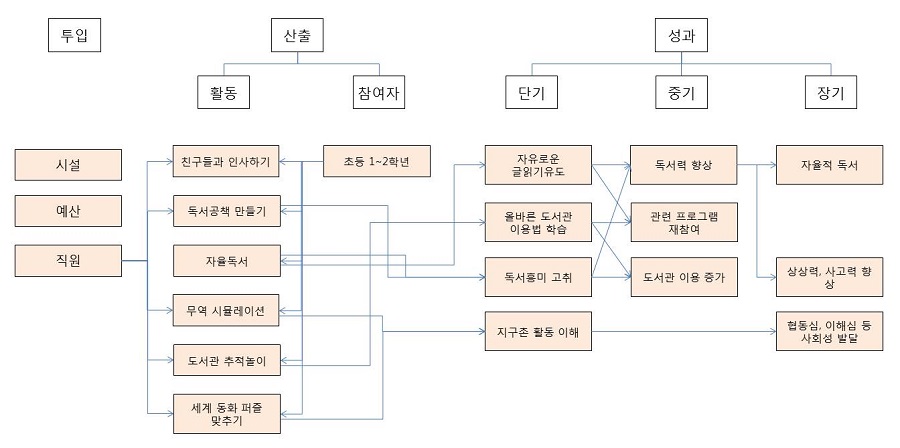 투입
산출
성과
활동
참여자
단기
중기
장기
시설
예산
직원
친구들과 인사하기
독서공책 만들기
자율독서
무역 시뮬레이션
도서관 추적놀이
세계 동화 퍼즐
맞추기
초등 1~2학년
자유로운
글읽기유도
올바른 도서관
이용법 학습
독서흥미 고취
지구촌 활동 이해
독서력 향상
관련 프로그램
재참여
도서관 이용 증가
자율적 독서
상상력, 사고력 향
상
협동심, 이해심 등
사회성 발달